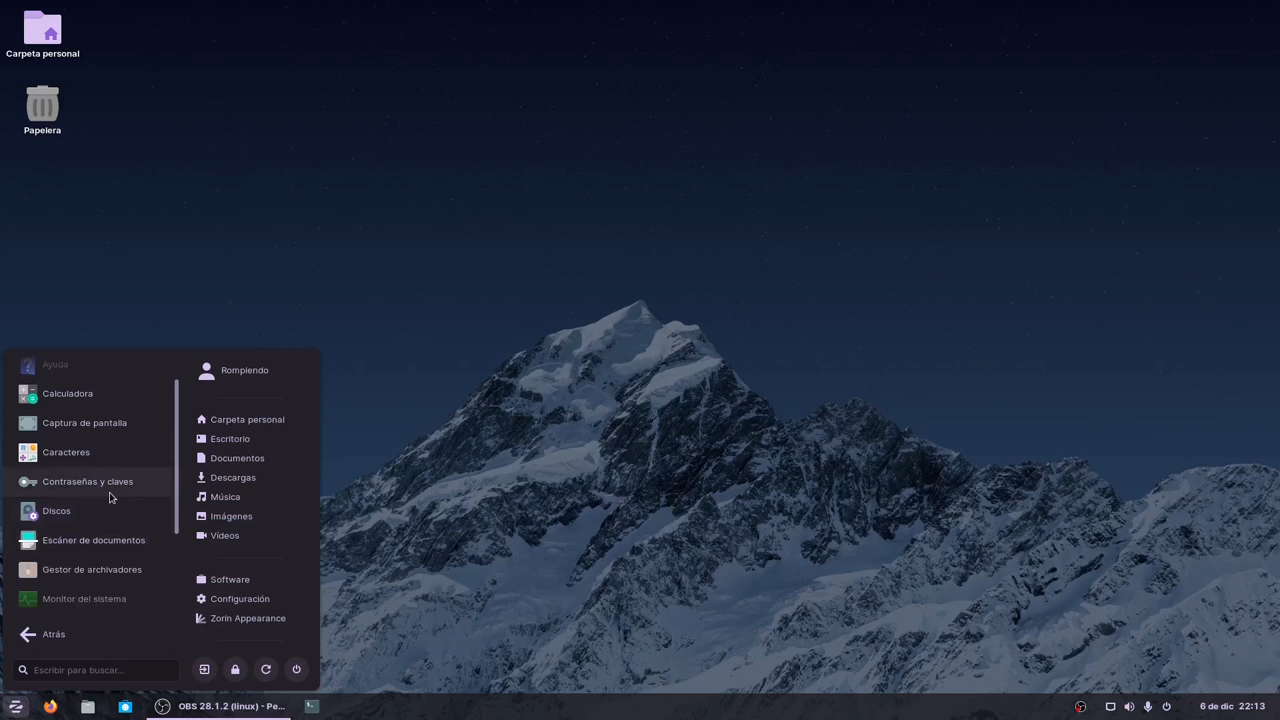 Carpeta personal
Papelera
Ayuda
Calculadora
Captura de pantalla
Caracteres
Contraseñas y claves
Discos
Escáner de documentos
Gestor de archivadores
Monitor del sistema
Atrás
Escribir para buscar...
Rompiendo
Carpeta personal
Escritorio
Documentos
Descargas
Música
Imágenes
Vídeos
Software
Configuración
Zorin Appearance
OBS 28.1.2 (linux) - Pe...
6 de dic 22:13